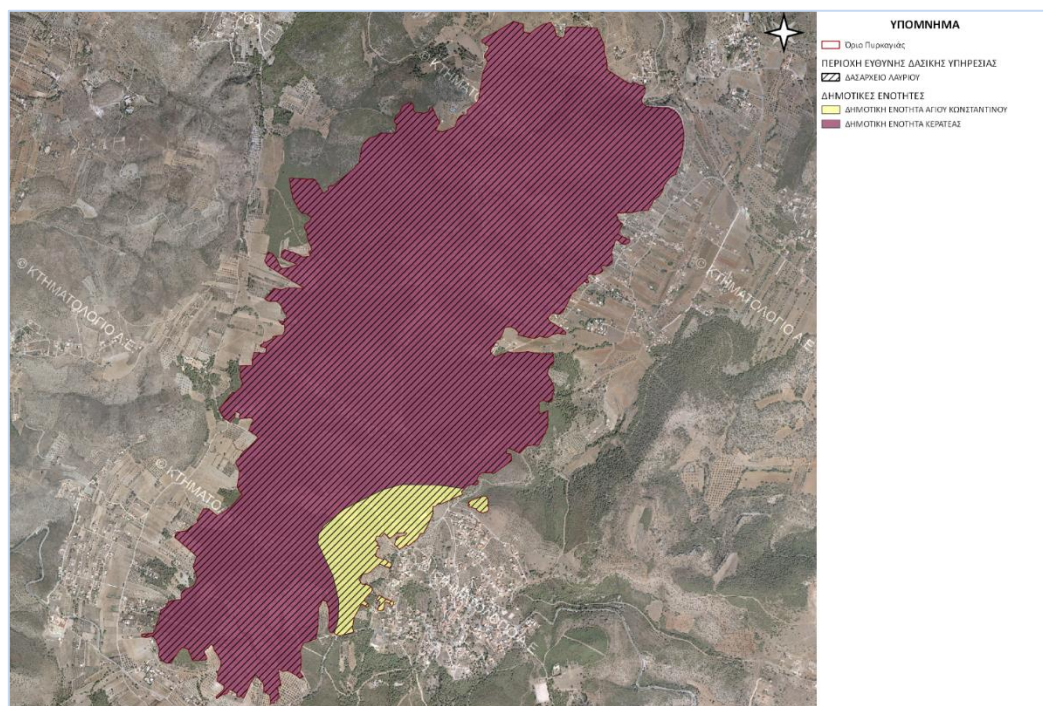 ΥΠΟΜΝΗΜΑ
Όριο Πυρκαγιάς
ΠΕΡΙΟΧΗ ΕΥΘΥΝΗΣ ΔΑΣΙΚΗΣ ΥΠΗΡΕΣΙΑΣ
ΔΑΣΑΡΧΕΙΟ ΛΑΥΡΙΟΥ
ΔΗΜΟΤΙΚΕΣ ΕΝΟΤΗΤΕΣ
ΔΗΜΟΤΙΚΗ ΕΝΟΤΗΤΑ ΑΓΙΟΥ ΚΩΝΣΤΑΝΤΙΝΟΥ
ΔΗΜΟΤΙΚΗ ΕΝΟΤΗΤΑ ΚΕΡΑΤΕΑΣ
© ΚΤΗΜΑΤΟΛΟΓΙΟ Α.Ε.
© ΚΤΗΜΑΤΟΛΟΓΙΟ Α.Ε.
© ΚΤΗΜΑΤΟΛ